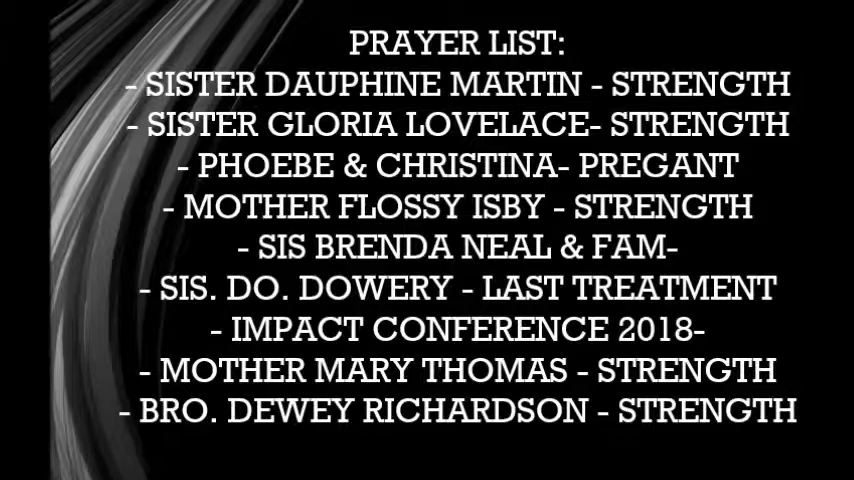 PRAYER LIST:
- SISTER DAUPHINE MARTIN - STRENGTH
- SISTER GLORIA LOVELACE- STRENGTH
- PHOEBE & CHRISTINA- PREGANT
- MOTHER FLOSSY ISBY - STRENGTH
- SIS BRENDA NEAL & FAM-
- SIS. DO. DOWERY - LAST TREATMENT
- IMPACT CONFERENCE 2018-
- MOTHER MARY THOMAS - STRENGTH
- BRO. DEWEY RICHARDSON - STRENGTH